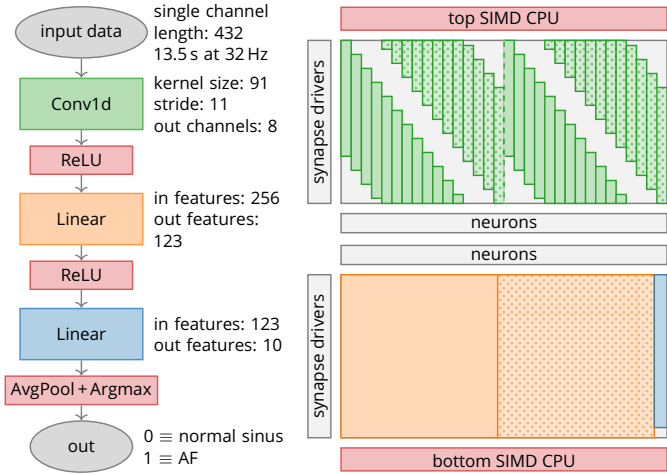 input data
single channel
length: 432
13.5 s at 32 Hz
Conv1d
kernel size: 91
stride: 11
out channels: 8
ReLU
Linear
in features: 256
out features:
123
ReLU
Linear
in features: 123
out features: 10
AvgPool + Argmax
out
0 ≡ normal sinus
1 ≡ AF
top SIMD CPU
synapse drivers
neurons
neurons
synapse drivers
bottom SIMD CPU